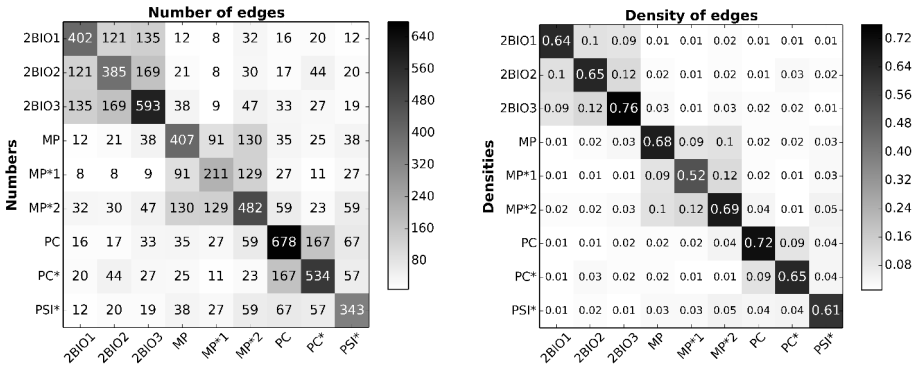 Number of edges
Numbers
2BIO1 402 121 135 12 8 32 16 20 12
2BIO2 121 385 169 21 8 30 17 44 20
2BIO3 135 169 593 38 9 47 33 27 19
MP 12 21 38 407 91 130 35 25 38
MP*1 8 8 9 91 211 129 27 11 27
MP*2 32 30 47 130 129 482 59 23 59
PC 16 17 33 35 27 59 678 167 67
PC* 20 44 27 25 11 23 167 534 57
PSI* 12 20 19 38 27 59 67 57 343
2BIO1 2BIO2 2BIO3 MP MP*1 MP*2 PC PC* PSI*
640
560
480
400
320
240
160
80
Density of edges
Densities
2BIO1 0.64 0.1 0.09 0.01 0.01 0.02 0.01 0.01 0.01
2BIO2 0.1 0.65 0.12 0.02 0.01 0.02 0.01 0.03 0.02
2BIO3 0.09 0.12 0.76 0.03 0.01 0.03 0.02 0.02 0.01
MP 0.01 0.02 0.03 0.68 0.09 0.1 0.02 0.02 0.03
MP*1 0.01 0.01 0.01 0.09 0.52 0.12 0.02 0.01 0.03
MP*2 0.02 0.02 0.03 0.1 0.12 0.69 0.04 0.01 0.05
PC 0.01 0.01 0.02 0.02 0.02 0.04 0.72 0.09 0.04
PC* 0.01 0.03 0.02 0.02 0.01 0.01 0.09 0.65 0.04
PSI* 0.01 0.02 0.01 0.03 0.03 0.05 0.04 0.04 0.61
2BIO1 2BIO2 2BIO3 MP MP*1 MP*2 PC PC* PSI*
0.72
0.64
0.56
0.48
0.40
0.32
0.24
0.16
0.08